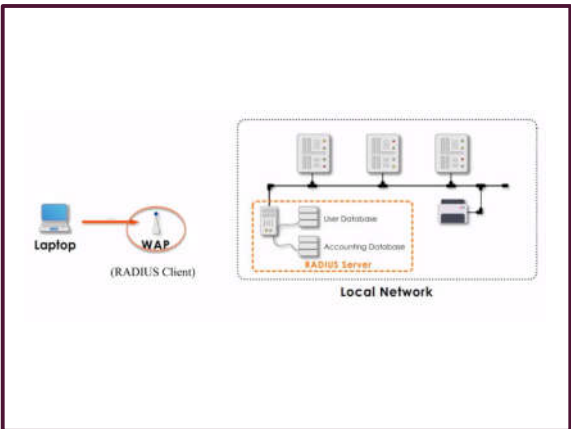 User Database
Accounting Database
RADIUS Server
Laptop
WAP
(RADIUS Client)
Local Network